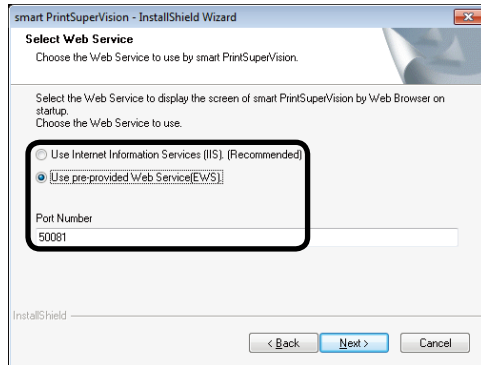 smart PrintSuperVision - InstallShield Wizard
Select Web Service
Choose the Web Service to use by smart PrintSuperVision.
Select the Web Service to display the screen of smart PrintSuperVision by Web Browser on
startup.
Choose the Web Service to use.
Use Internet Information Services (IIS). (Recommended)
Use pre-provided Web Service(EWS).
Port Number
50081
InstallShield
< Back Next > Cancel